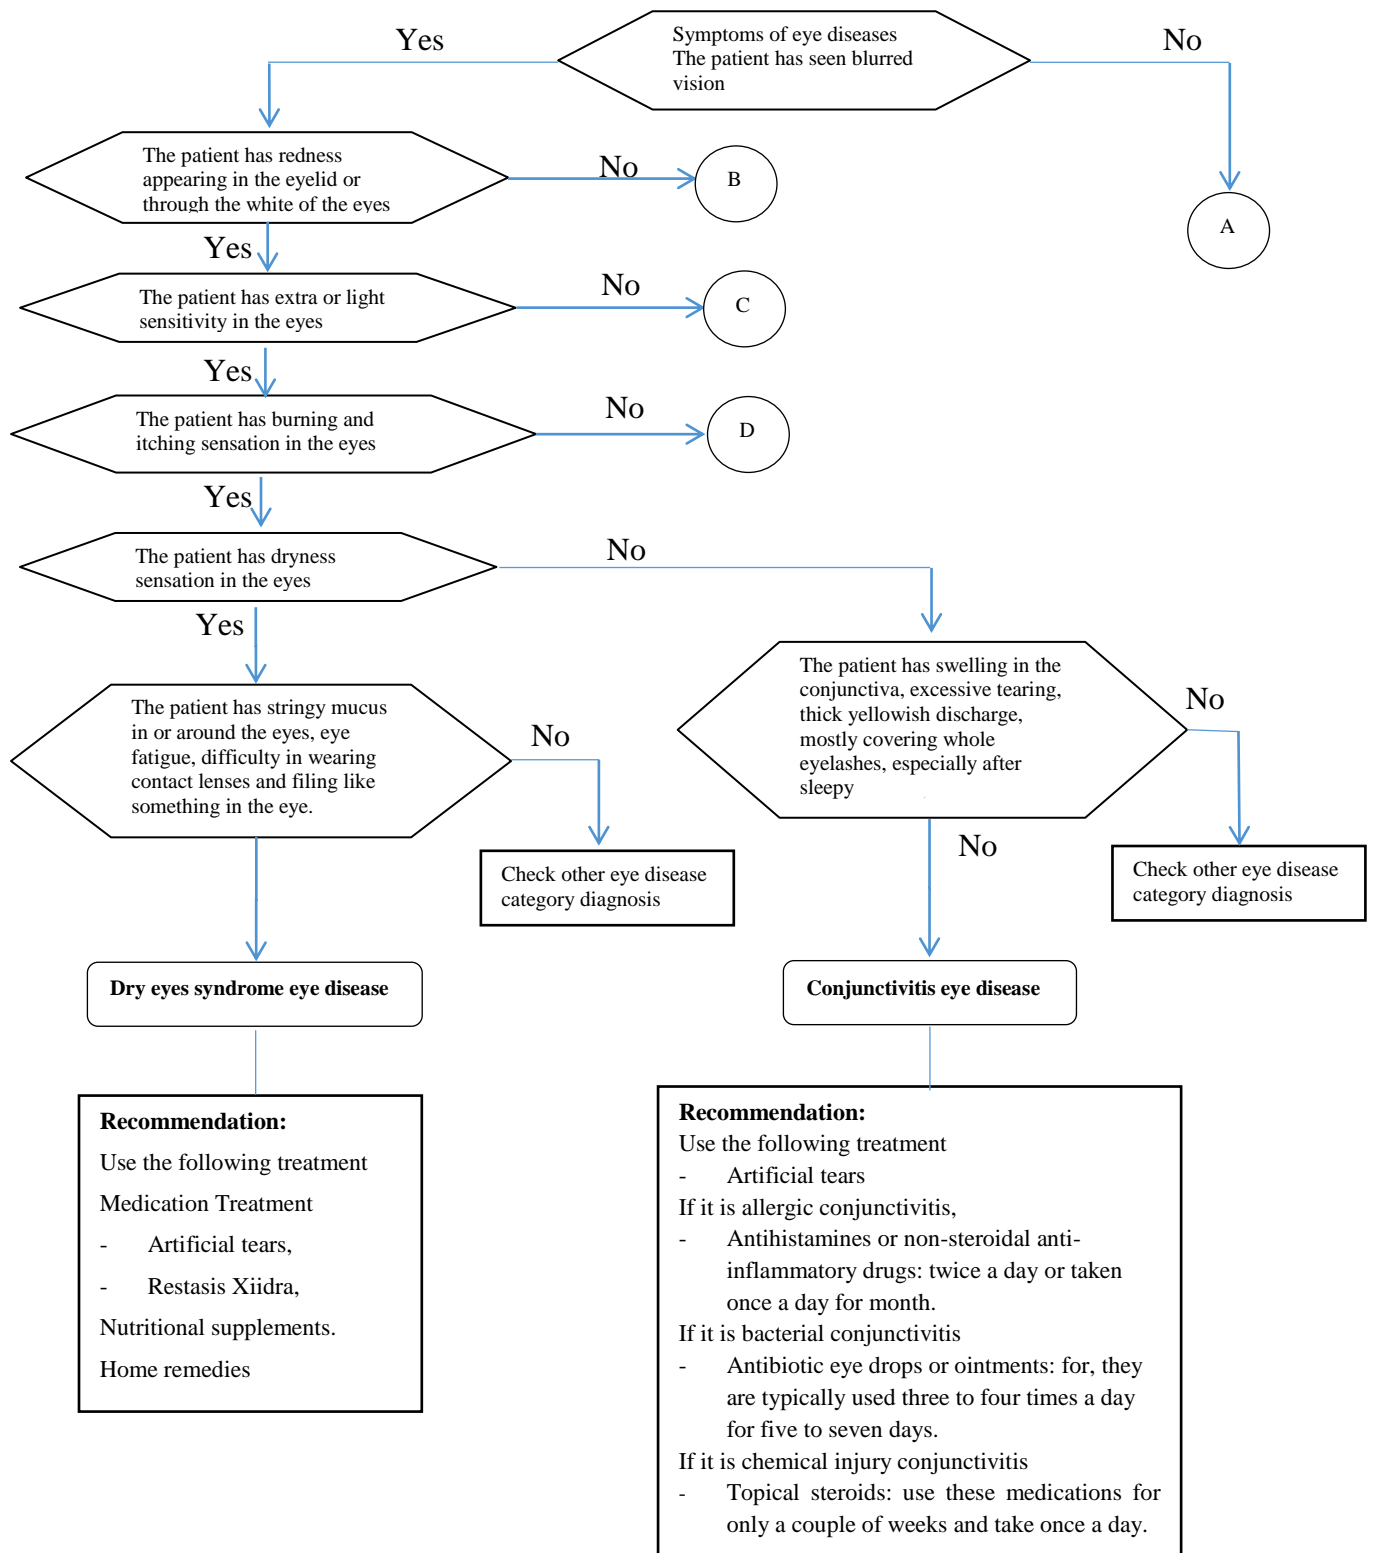 Yes
Symptoms of eye diseases
The patient has seen blurred
vision
No
The patient has redness
appearing in the eyelid or
through the white of the eyes
No
B
A
Yes
The patient has extra or light
sensitivity in the eyes
No
C
Yes
The patient has burning and
itching sensation in the eyes
No
D
Yes
The patient has dryness
sensation in the eyes
No
Yes
The patient has stringy mucus
in or around the eyes, eye
fatigue, difficulty in wearing
contact lenses and filing like
something in the eye.
No
The patient has swelling in the
conjunctiva, excessive tearing,
thick yellowish discharge,
mostly covering whole
eyelashes, especially after
sleepy
No
No
Check other eye disease
category diagnosis
Check other eye disease
category diagnosis
Dry eyes syndrome eye disease
Conjunctivitis eye disease
Recommendation:
Use the following treatment
Medication Treatment
- Artificial tears,
- Restasis Xiidra,
Nutritional supplements.
Home remedies
Recommendation:
Use the following treatment
- Artificial tears
If it is allergic conjunctivitis,
- Antihistamines or non-steroidal anti-
inflammatory drugs: twice a day or taken
once a day for month.
If it is bacterial conjunctivitis
- Antibiotic eye drops or ointments: for, they
are typically used three to four times a day
for five to seven days.
If it is chemical injury conjunctivitis
- Topical steroids: use these medications for
only a couple of weeks and take once a day.